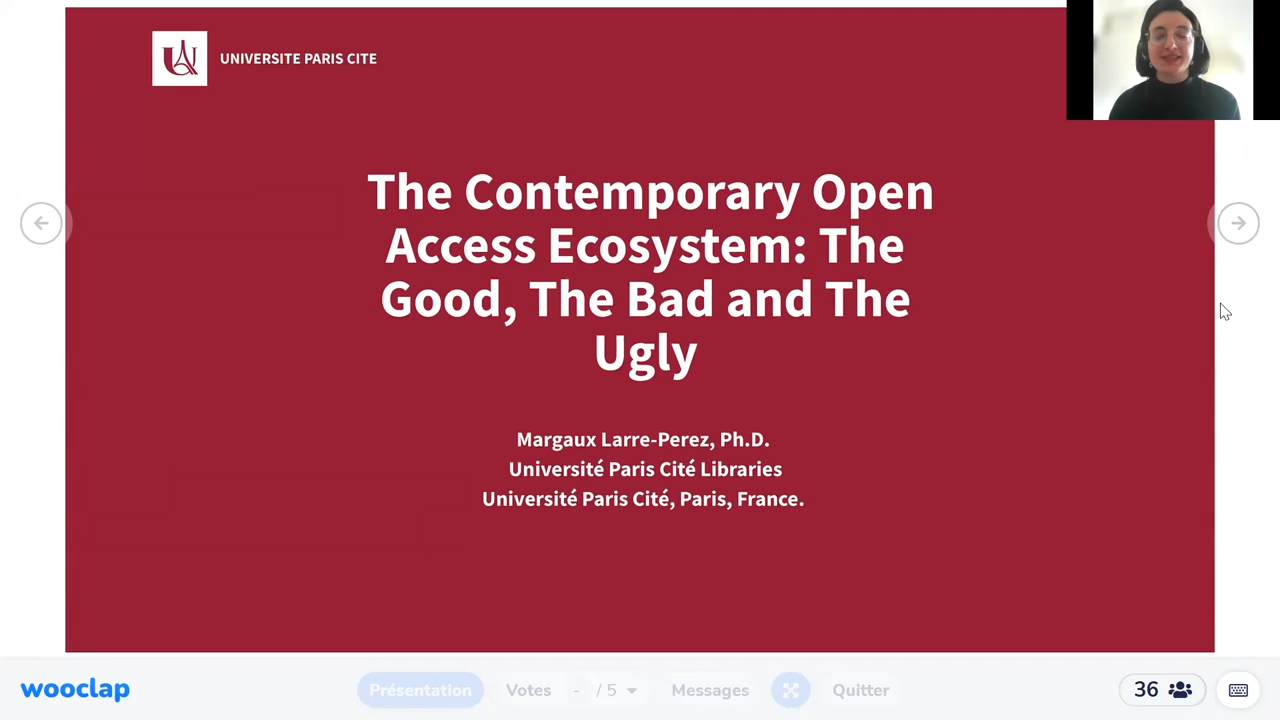 UNIVERSITE PARIS CITE
The Contemporary Open
Access Ecosystem: The
Good, The Bad and The
Ugly
Margaux Larre-Perez, Ph.D.
Université Paris Cité Libraries
Université Paris Cité, Paris, France.
wooclap
Présentation
Votes
- / 5
Messages
Quitter
36